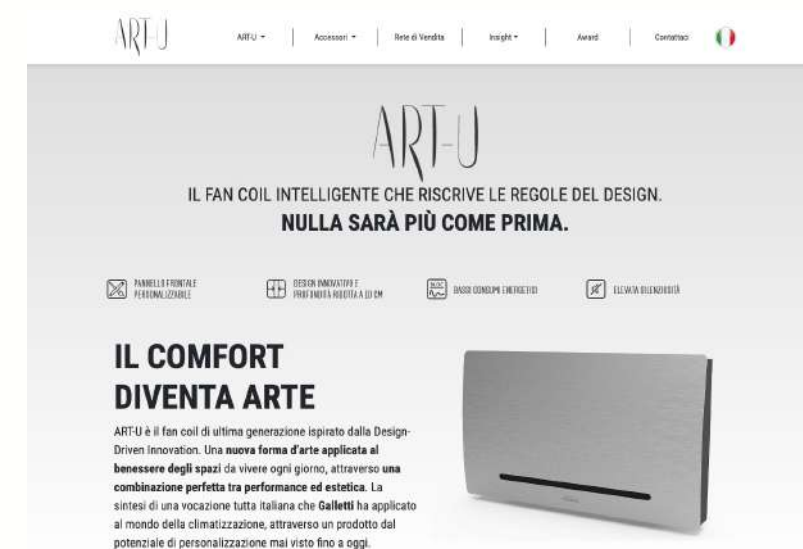 ART-U
ART-U
Accessori
Rete di Vendita
Insight
Award
Contattaci
ART-U
IL FAN COIL INTELLIGENTE CHE RISCRIVE LE REGOLE DEL DESIGN.
NULLA SARÀ PIÙ COME PRIMA.
PANNELLO FRONTALE
PERSONALIZZABILE
DESIGN INNOVATIVO E
PROFONDITÀ RIDOTTA A 10 CM
BASSI CONSUMI ENERGETICI
ELEVATA SILENZIOSITÀ
IL COMFORT
DIVENTA ARTE
ART-U è il fan coil di ultima generazione ispirato dalla Design-
Driven Innovation. Una nuova forma d'arte applicata al
benessere degli spazi da vivere ogni giorno, attraverso una
combinazione perfetta tra performance ed estetica. La
sintesi di una vocazione tutta italiana che Galletti ha applicato
al mondo della climatizzazione, attraverso un prodotto dal
potenziale di personalizzazione mai visto fino a oggi.